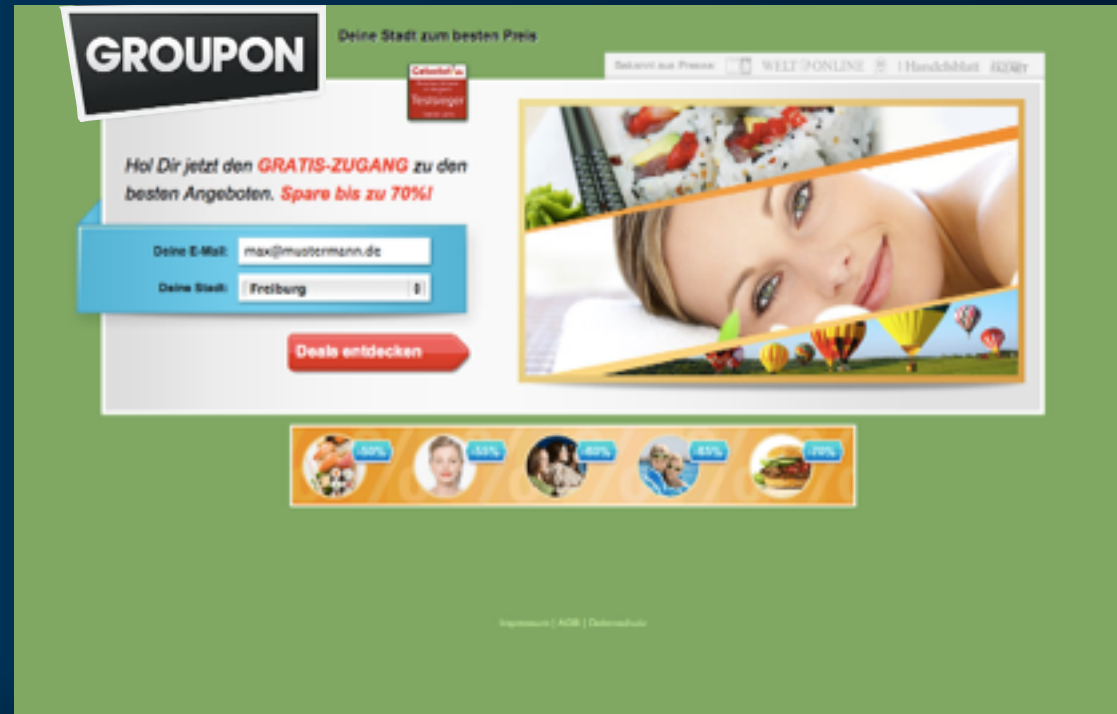 GROUPON
Deine Stadt zum besten Preis
Bekannt aus Presse: WELT ONLINE Handelsblatt
Testsieger
Hol Dir jetzt den GRATIS-ZUGANG zu den
besten Angeboten. Spare bis zu 70%!
Deine E-Mail: max@mustermann.de
Deine Stadt: Freiburg
Deals entdecken
-50% -55% -60% -65% -70%
Impressum | AGB | Datenschutz